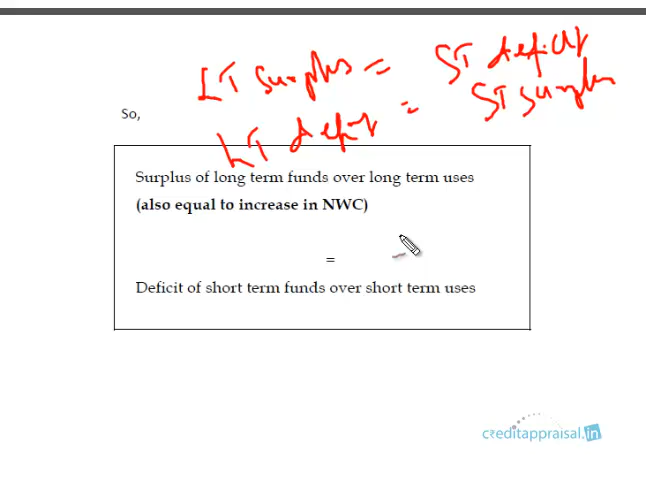 LT Surplus = ST deficit
LT deficit = ST Surplus
So,
Surplus of long term funds over long term uses
(also equal to increase in NWC)
=
Deficit of short term funds over short term uses
creditappraisal.in